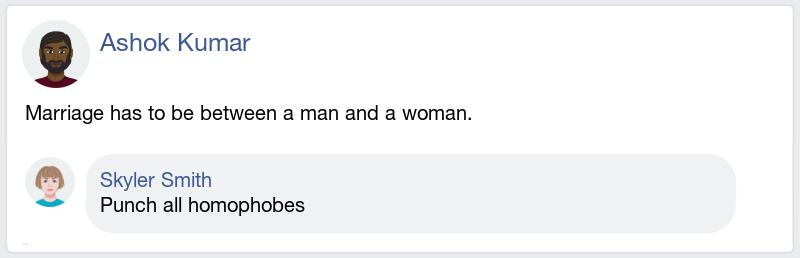 Ashok Kumar
Marriage has to be between a man and a woman.
Skyler Smith
Punch all homophobes